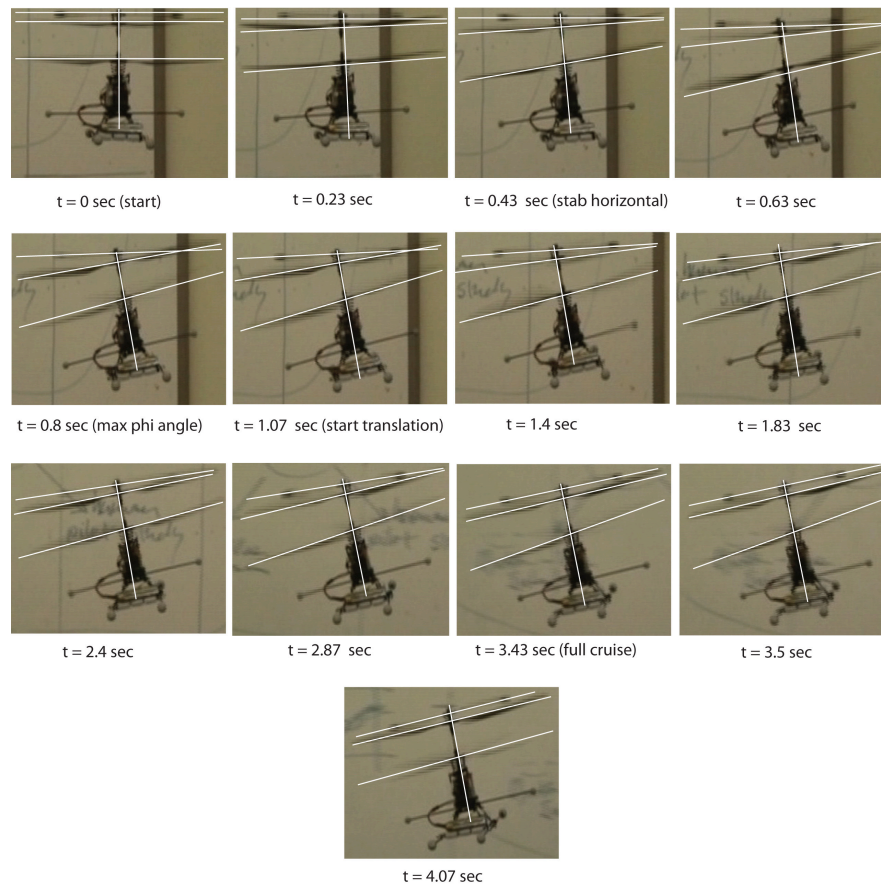 t = 0 sec (start)
t = 0.23 sec
t = 0.43 sec (stab horizontal)
t = 0.63 sec
t = 0.8 sec (max phi angle)
t = 1.07 sec (start translation)
t = 1.4 sec
t = 1.83 sec
t = 2.4 sec
t = 2.87 sec
t = 3.43 sec (full cruise)
t = 3.5 sec
t = 4.07 sec